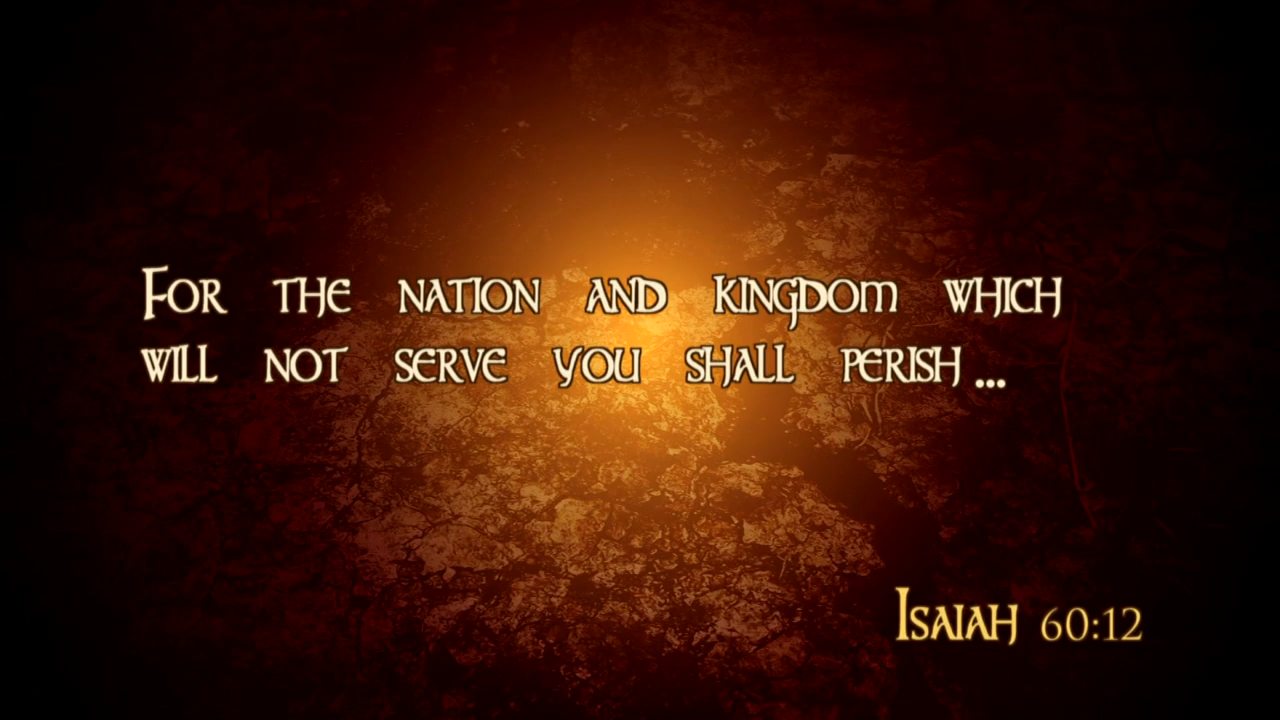 For the nation and kingdom which
will not serve you shall perish ...
Isaiah 60:12